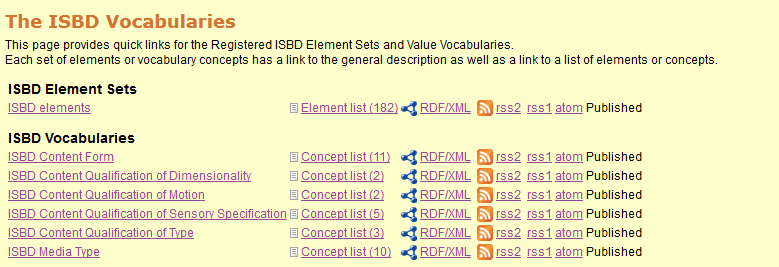 The ISBD Vocabularies
This page provides quick links for the Registered ISBD Element Sets and Value Vocabularies.
Each set of elements or vocabulary concepts has a link to the general description as well as a link to a list of elements or concepts.
ISBD Element Sets
ISBD elements Element list (182) RDF/XML rss2 rss1 atom Published
ISBD Vocabularies
ISBD Content Form Concept list (11) RDF/XML rss2 rss1 atom Published
ISBD Content Qualification of Dimensionality Concept list (2) RDF/XML rss2 rss1 atom Published
ISBD Content Qualification of Motion Concept list (2) RDF/XML rss2 rss1 atom Published
ISBD Content Qualification of Sensory Specification Concept list (5) RDF/XML rss2 rss1 atom Published
ISBD Content Qualification of Type Concept list (3) RDF/XML rss2 rss1 atom Published
ISBD Media Type Concept list (10) RDF/XML rss2 rss1 atom Published